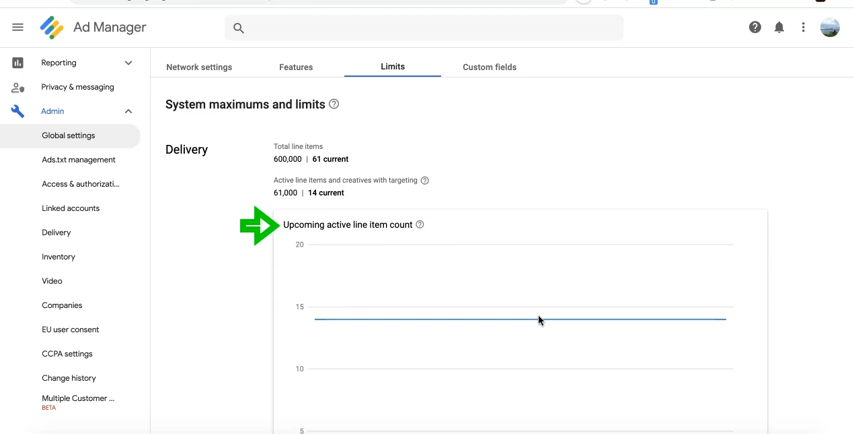 Ad Manager
Reporting
Privacy & messaging
Admin
Global settings
Ads.txt management
Access & authorizati...
Linked accounts
Delivery
Inventory
Video
Companies
EU user consent
CCPA settings
Change history
Multiple Customer ...
BETA
Network settings Features Limits Custom fields
System maximums and limits
Delivery
Total line items
600,000 | 61 current
Active line items and creatives with targeting
61,000 | 14 current
Upcoming active line item count
20
15
10
5